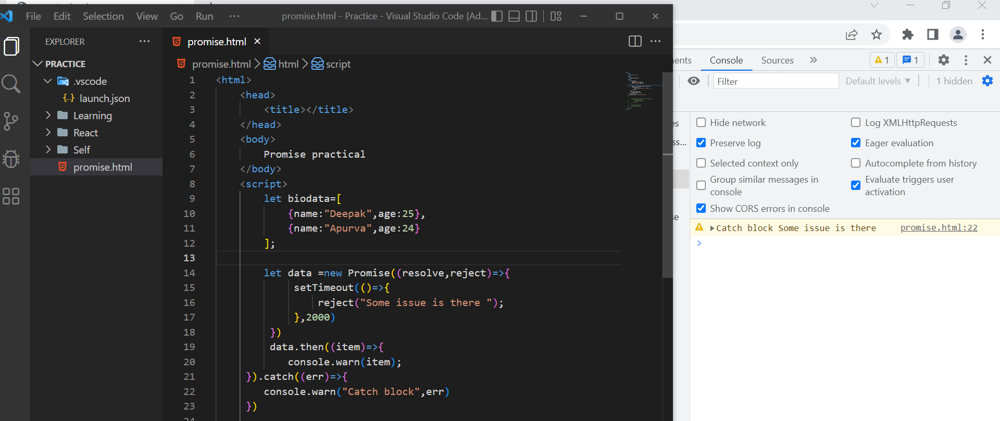 File Edit Selection View Go Run ··· promise.html - Practice - Visual Studio Code [Ad...
EXPLORER ···
PRACTICE
.vscode
{..} launch.json
Learning
React
Self
promise.html
promise.html ×
promise.html > html > script
1 <html>
2 <head>
3 <title></title>
4 </head>
5 <body>
6 Promise practical
7 </body>
8 <script>
9 let biodata=[
10 {name:"Deepak",age:25},
11 {name:"Apurva",age:24}
12 ];
13
14 let data =new Promise((resolve,reject)=>{
15 setTimeout(()=>{
16 reject("Some issue is there ");
17 },2000)
18 })
19 data.then((item)=>{
20 console.warn(item);
21 }).catch((err)=>{
22 console.warn("Catch block",err)
23 })
24
ents Console Sources » 1 1
Filter Default levels ▼ 1 hidden
es
ss...
se
Hide network Log XMLHttpRequests
Preserve log Eager evaluation
Selected context only Autocomplete from history
Group similar messages in console Evaluate triggers user activation
Show CORS errors in console
Catch block Some issue is there promise.html:22
>